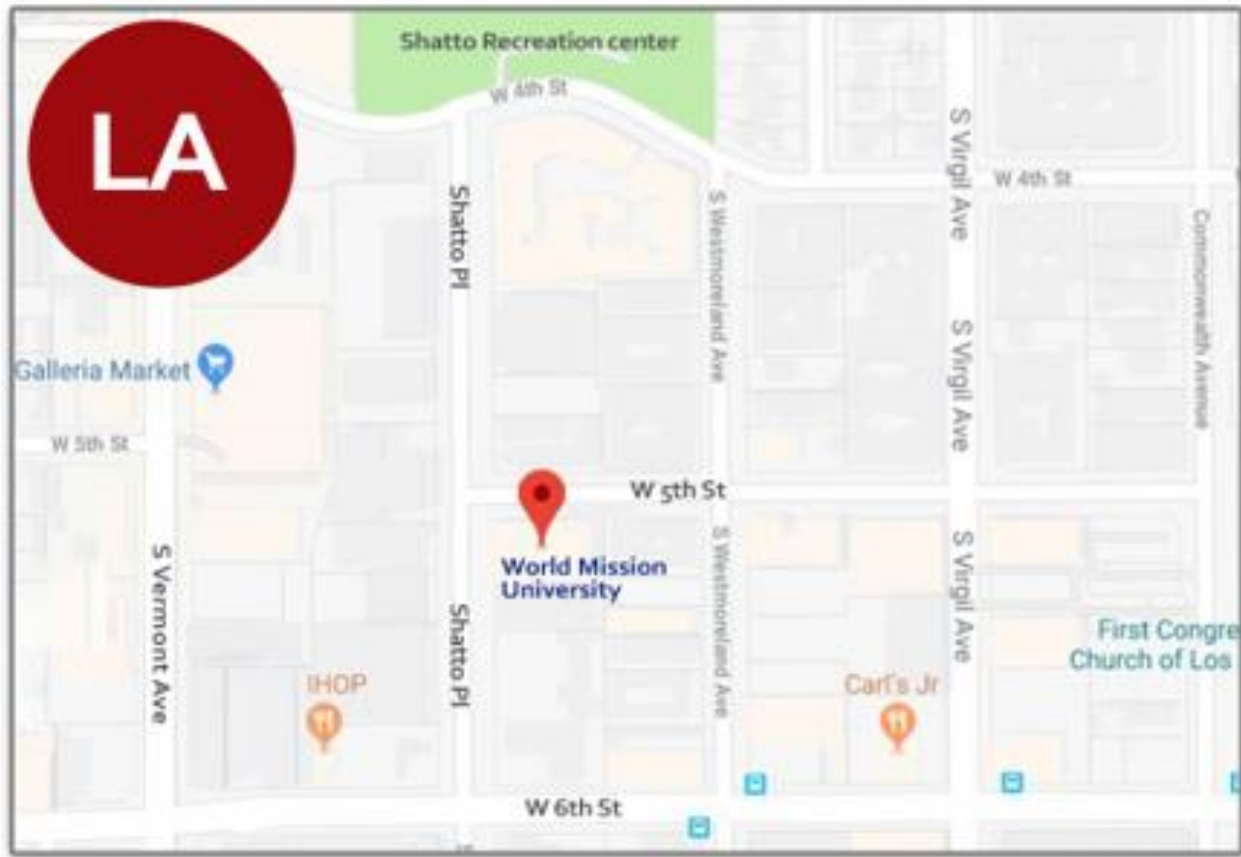 LA
Shatto Recreation center
W 4th St
S Virgil Ave
W 4th St
Shatto Pl
S Westmoreland Ave
Commonwealth Avenue
Galleria Market
S Virgil Ave
W 5th St
W 5th St
World Mission
University
S Vermont Ave
S Westmoreland Ave
S Virgil Ave
Shatto Pl
First Congre
Church of Los
IHOP
Carl's Jr
W 6th St